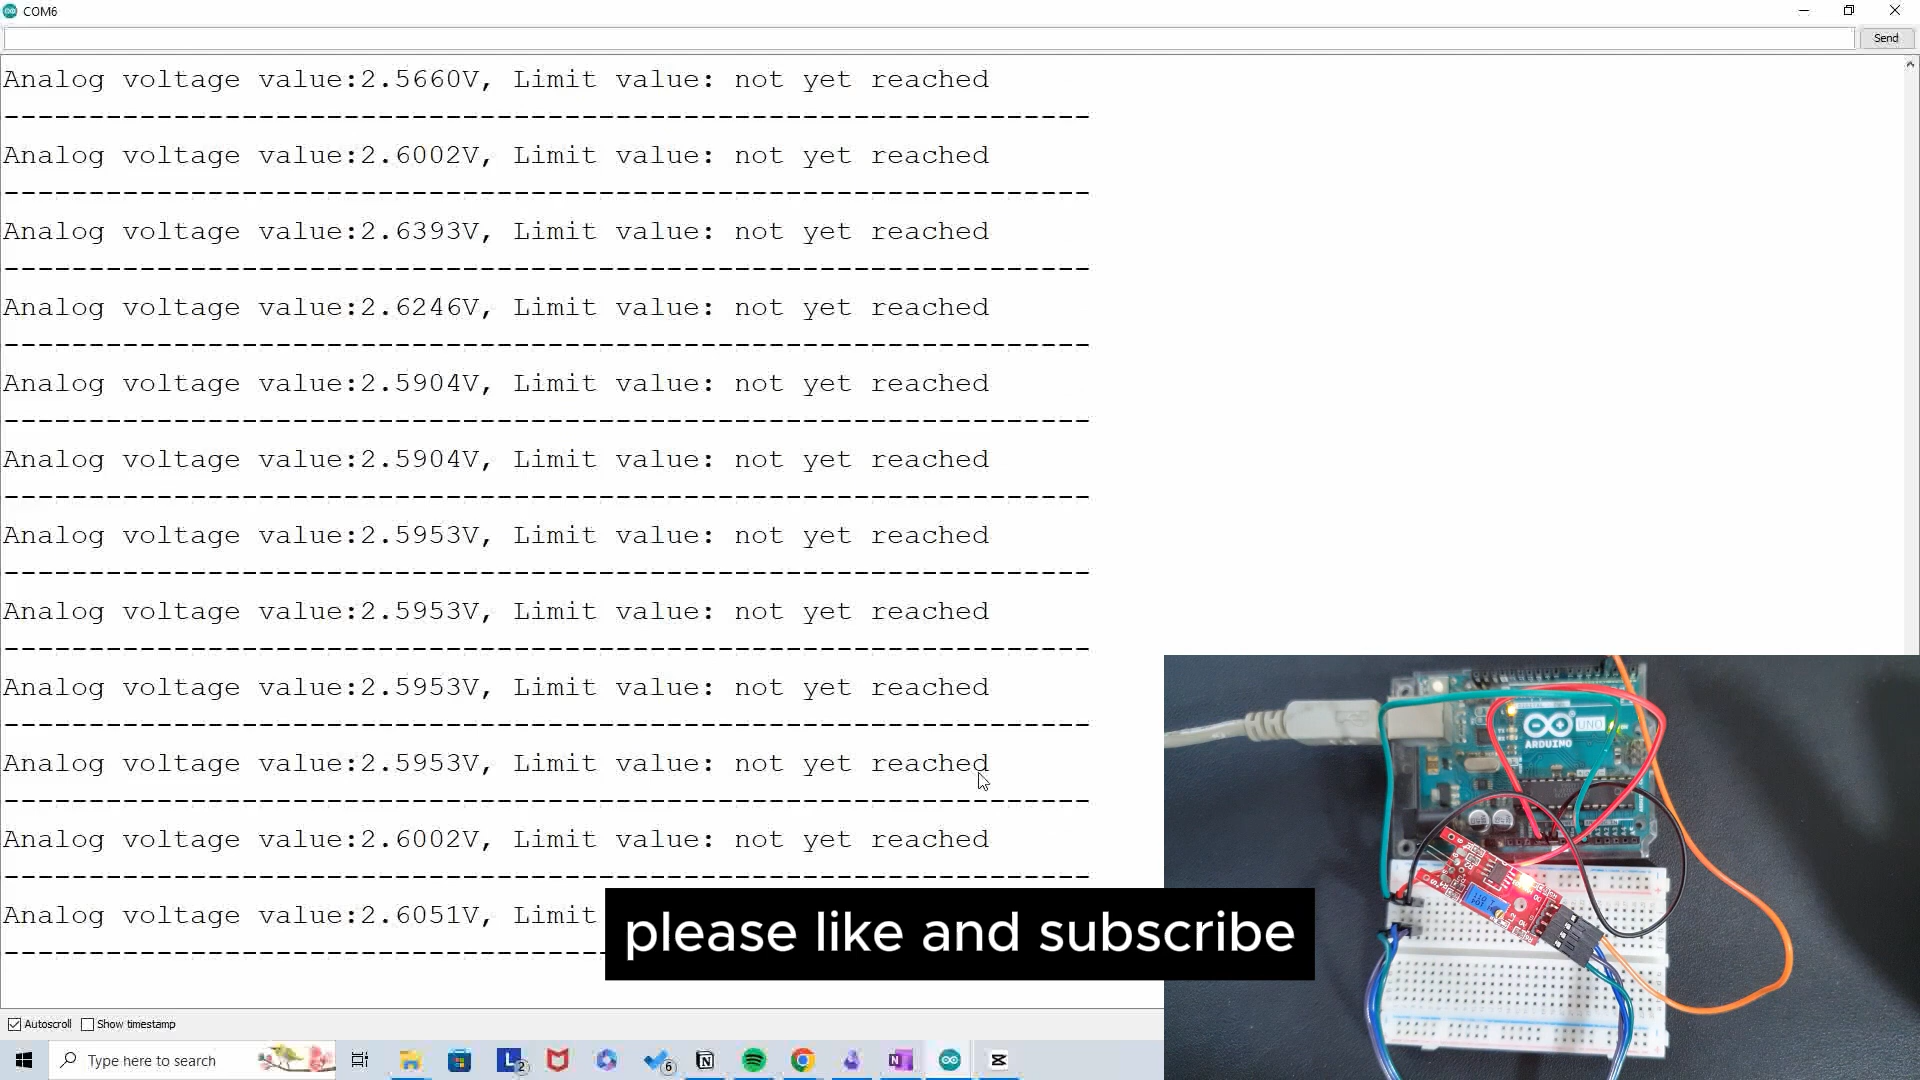 COM6
Send
Analog voltage value:2.5660V, Limit value: not yet reached
-----------------------------------------------------------------
Analog voltage value:2.6002V, Limit value: not yet reached
-----------------------------------------------------------------
Analog voltage value:2.6393V, Limit value: not yet reached
-----------------------------------------------------------------
Analog voltage value:2.6246V, Limit value: not yet reached
-----------------------------------------------------------------
Analog voltage value:2.5904V, Limit value: not yet reached
-----------------------------------------------------------------
Analog voltage value:2.5904V, Limit value: not yet reached
-----------------------------------------------------------------
Analog voltage value:2.5953V, Limit value: not yet reached
-----------------------------------------------------------------
Analog voltage value:2.5953V, Limit value: not yet reached
-----------------------------------------------------------------
Analog voltage value:2.5953V, Limit value: not yet reached
-----------------------------------------------------------------
Analog voltage value:2.5953V, Limit value: not yet reached
-----------------------------------------------------------------
Analog voltage value:2.6002V, Limit value: not yet reached
-----------------------------------------------------------------
Analog voltage value:2.6051V, Limit
please like and subscribe
UNO
ARDUINO
Autoscroll Show timestamp
Type here to search
L 2
6